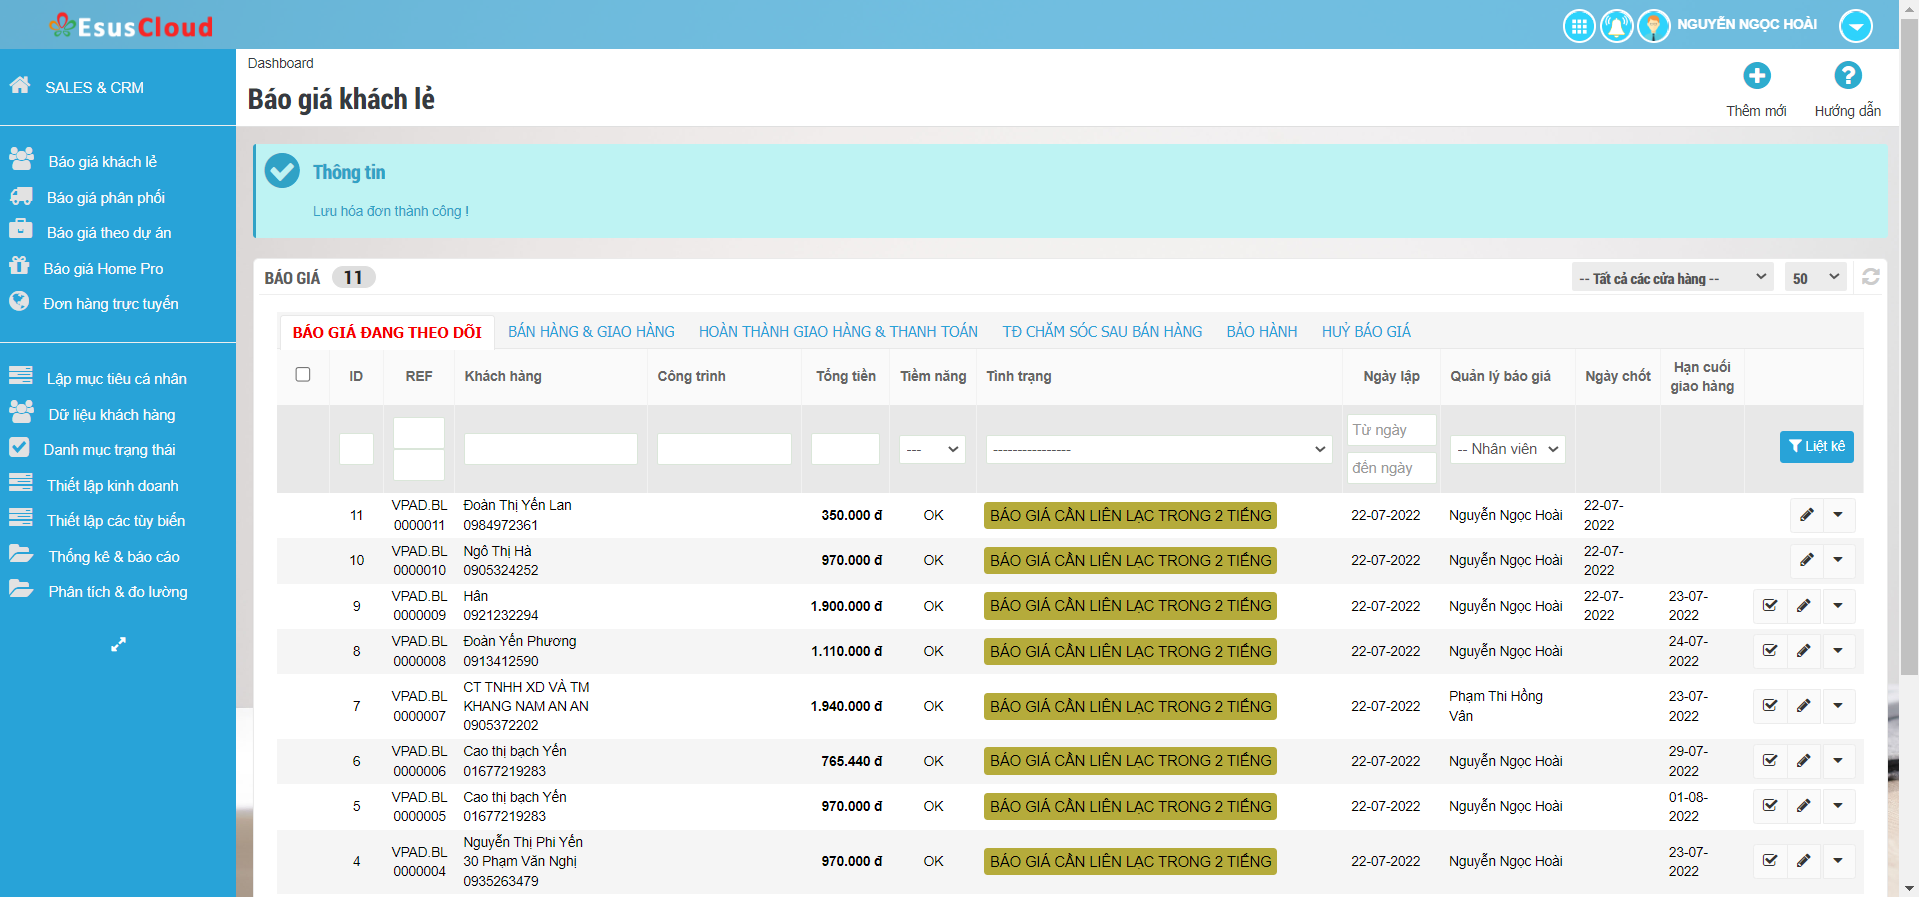 EsusCloud
NGUYỄN NGỌC HOÀI
SALES & CRM
Báo giá khách lẻ
Báo giá phân phối
Báo giá theo dự án
Báo giá Home Pro
Đơn hàng trực tuyến
Lập mục tiêu cá nhân
Dữ liệu khách hàng
Danh mục trạng thái
Thiết lập kinh doanh
Thiết lập các tùy biến
Thống kê & báo cáo
Phân tích & đo lường
Dashboard
Báo giá khách lẻ
Thêm mới
Hướng dẫn
Thông tin
Lưu hóa đơn thành công !
BÁO GIÁ 11
-- Tất cả các cửa hàng --
50
BÁO GIÁ ĐANG THEO DÕI BÁN HÀNG & GIAO HÀNG HOÀN THÀNH GIAO HÀNG & THANH TOÁN TĐ CHĂM SÓC SAU BÁN HÀNG BẢO HÀNH HUỶ BÁO GIÁ
ID REF Khách hàng Công trình Tổng tiền Tiềm năng Tình trạng Ngày lập Quản lý báo giá Ngày chốt Hạn cuối
giao hàng
Từ ngày
--- ---------------- -- Nhân viên Liệt kê
đến ngày
VPAD.BL Đoàn Thị Yến Lan 22-07-
11 350.000 đ OK BÁO GIÁ CẦN LIÊN LẠC TRONG 2 TIẾNG 22-07-2022 Nguyễn Ngọc Hoài
0000011 0984972361 2022
VPAD.BL Ngô Thị Hà 22-07-
10 970.000 đ OK BÁO GIÁ CẦN LIÊN LẠC TRONG 2 TIẾNG 22-07-2022 Nguyễn Ngọc Hoài
0000010 0905324252 2022
VPAD.BL Hân 22-07- 23-07-
9 1.900.000 đ OK BÁO GIÁ CẦN LIÊN LẠC TRONG 2 TIẾNG 22-07-2022 Nguyễn Ngọc Hoài
0000009 0921232294 2022 2022
VPAD.BL Đoàn Yến Phương 24-07-
8 1.110.000 đ OK BÁO GIÁ CẦN LIÊN LẠC TRONG 2 TIẾNG 22-07-2022 Nguyễn Ngọc Hoài
0000008 0913412590 2022
CT TNHH XD VÀ TM
VPAD.BL Phạm Thi Hồng 23-07-
7 KHANG NAM AN AN 1.940.000 đ OK BÁO GIÁ CẦN LIÊN LẠC TRONG 2 TIẾNG 22-07-2022
0000007 Vân 2022
0905372202
VPAD.BL Cao thị bạch Yến 29-07-
6 765.440 đ OK BÁO GIÁ CẦN LIÊN LẠC TRONG 2 TIẾNG 22-07-2022 Nguyễn Ngọc Hoài
0000006 01677219283 2022
VPAD.BL Cao thị bạch Yến 01-08-
5 970.000 đ OK BÁO GIÁ CẦN LIÊN LẠC TRONG 2 TIẾNG 22-07-2022 Nguyễn Ngọc Hoài
0000005 01677219283 2022
Nguyễn Thị Phi Yến
VPAD.BL 23-07-
4 30 Phạm Văn Nghị 970.000 đ OK BÁO GIÁ CẦN LIÊN LẠC TRONG 2 TIẾNG 22-07-2022 Nguyễn Ngọc Hoài
0000004 2022
0935263479